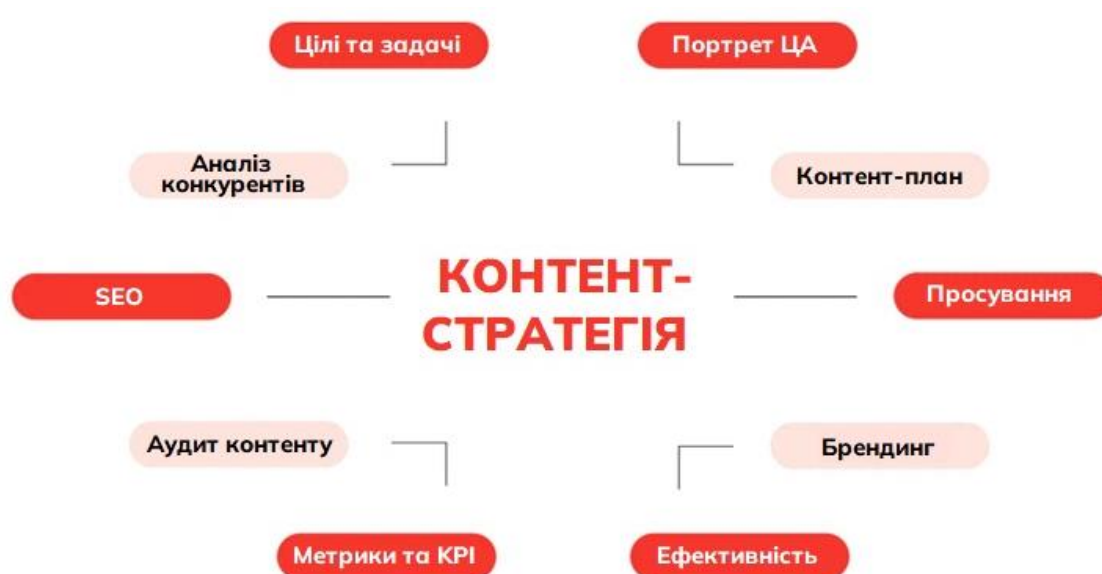 Цілі та задачі
Портрет ЦА
Аналіз
конкурентів
Контент-план
SEO
КОНТЕНТ-
СТРАТЕГІЯ
Просування
Аудит контенту
Брендинг
Метрики та KPI
Ефективність